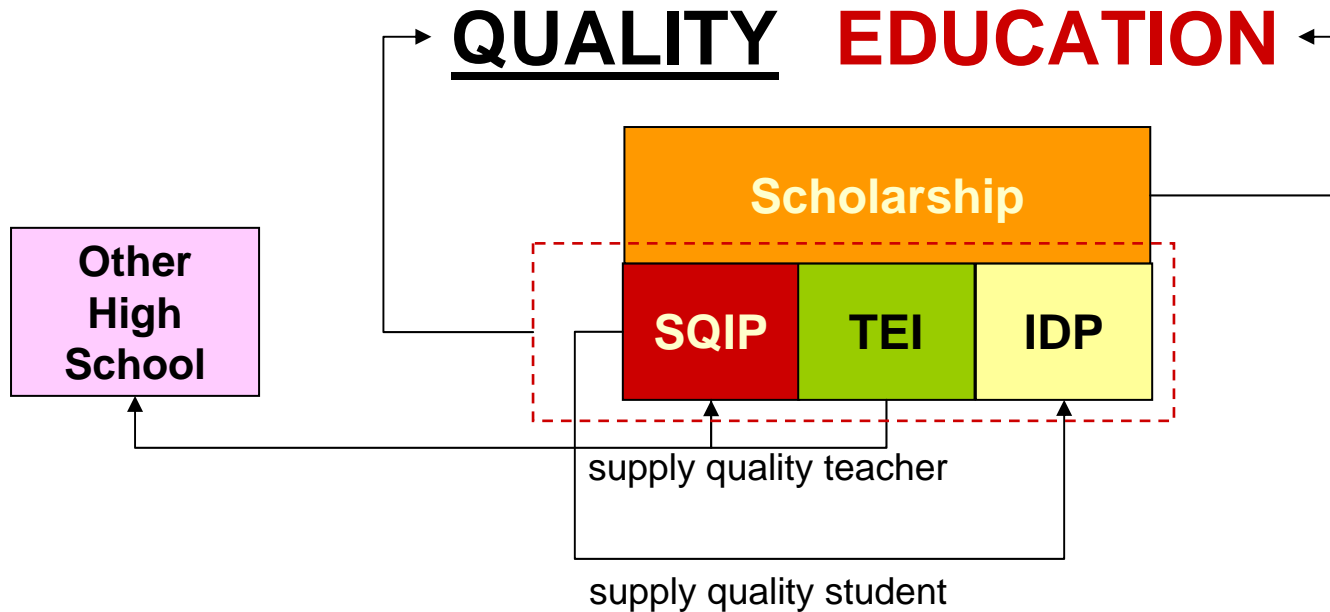 QUALITY EDUCATION
Scholarship
Other
High
School
SQIP TEI IDP
supply quality teacher
supply quality student